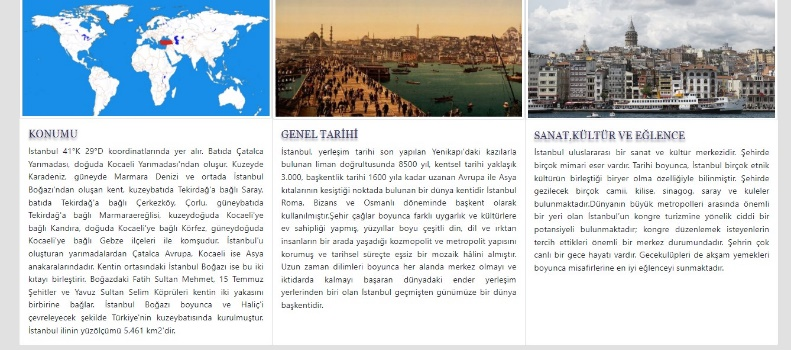 KONUMU
İstanbul 41°K 29°D koordinatlarında yer alır. Batıda Çatalca
Yarımadası, doğuda Kocaeli Yarımadası'ndan oluşur. Kuzeyde
Karadeniz, güneyde Marmara Denizi ve ortada İstanbul
Boğazı'ndan oluşan kent, kuzeybatıda Tekirdağ'a bağlı Saray,
batıda Tekirdağ'a bağlı Çerkezköy, Çorlu, güneybatıda
Tekirdağ'a bağlı Marmaraereğlisi, kuzeydoğuda Kocaeli'ye
bağlı Kandıra, doğuda Kocaeli'ye bağlı Körfez, güneydoğuda
Kocaeli'ye bağlı Gebze ilçeleri ile komşudur. İstanbul'u
oluşturan yarımadalardan Çatalca Avrupa, Kocaeli ise Asya
anakaralarındadır. Kentin ortasındaki İstanbul Boğazı ise bu iki
kıtayı birleştirir. Boğazdaki Fatih Sultan Mehmet, 15 Temmuz
Şehitler ve Yavuz Sultan Selim Köprüleri kentin iki yakasını
birbirine bağlar. İstanbul Boğazı boyunca ve Haliç'i
çevreleyecek şekilde Türkiye'nin kuzeybatısında kurulmuştur.
İstanbul ilinin yüzölçümü 5.461 km2'dir.
GENEL TARİHİ
İstanbul, yerleşim tarihi son yapılan Yenikapı'daki kazılarla
bulunan liman doğrultusunda 8500 yıl, kentsel tarihi yaklaşık
3.000, başkentlik tarihi 1600 yıla kadar uzanan Avrupa ile Asya
kıtalarının kesiştiği noktada bulunan bir dünya kentidir İstanbul
Roma, Bizans ve Osmanlı döneminde başkent olarak
kullanılmıştır.Şehir çağlar boyunca farklı uygarlık ve kültürlere
ev sahipliği yapmış, yüzyıllar boyu çeşitli din, dil ve ırktan
insanların bir arada yaşadığı kozmopolit ve metropolit yapısını
korumuş ve tarihsel süreçte eşsiz bir mozaik hâlini almıştır.
Uzun zaman dilimleri boyunca her alanda merkez olmayı ve
iktidarda kalmayı başaran dünyadaki ender yerleşim
yerlerinden biri olan İstanbul geçmişten günümüze bir dünya
başkentidir.
SANAT,KÜLTÜR VE EĞLENCE
İstanbul uluslararası bir sanat ve kültür merkezidir. Şehirde
birçok mimari eser vardır. Tarihi boyunca, İstanbul birçok etnik
kültürün birleştiği biryer olma özelliğiyle bilinmiştir. Şehirde
gezilecek birçok camii, kilise, sinagog, saray ve kuleler
bulunmaktadır.Dünyanın büyük metropolleri arasında önemli
bir yeri olan İstanbul'un kongre turizmine yönelik ciddi bir
potansiyeli bulunmaktadır; kongre düzenlemek isteyenlerin
tercih ettikleri önemli bir merkez durumundadır. Şehrin çok
canlı bir gece hayatı vardır. Gecekulüpleri de akşam yemekleri
boyunca misafirlerine en iyi eğlenceyi sunmaktadır.